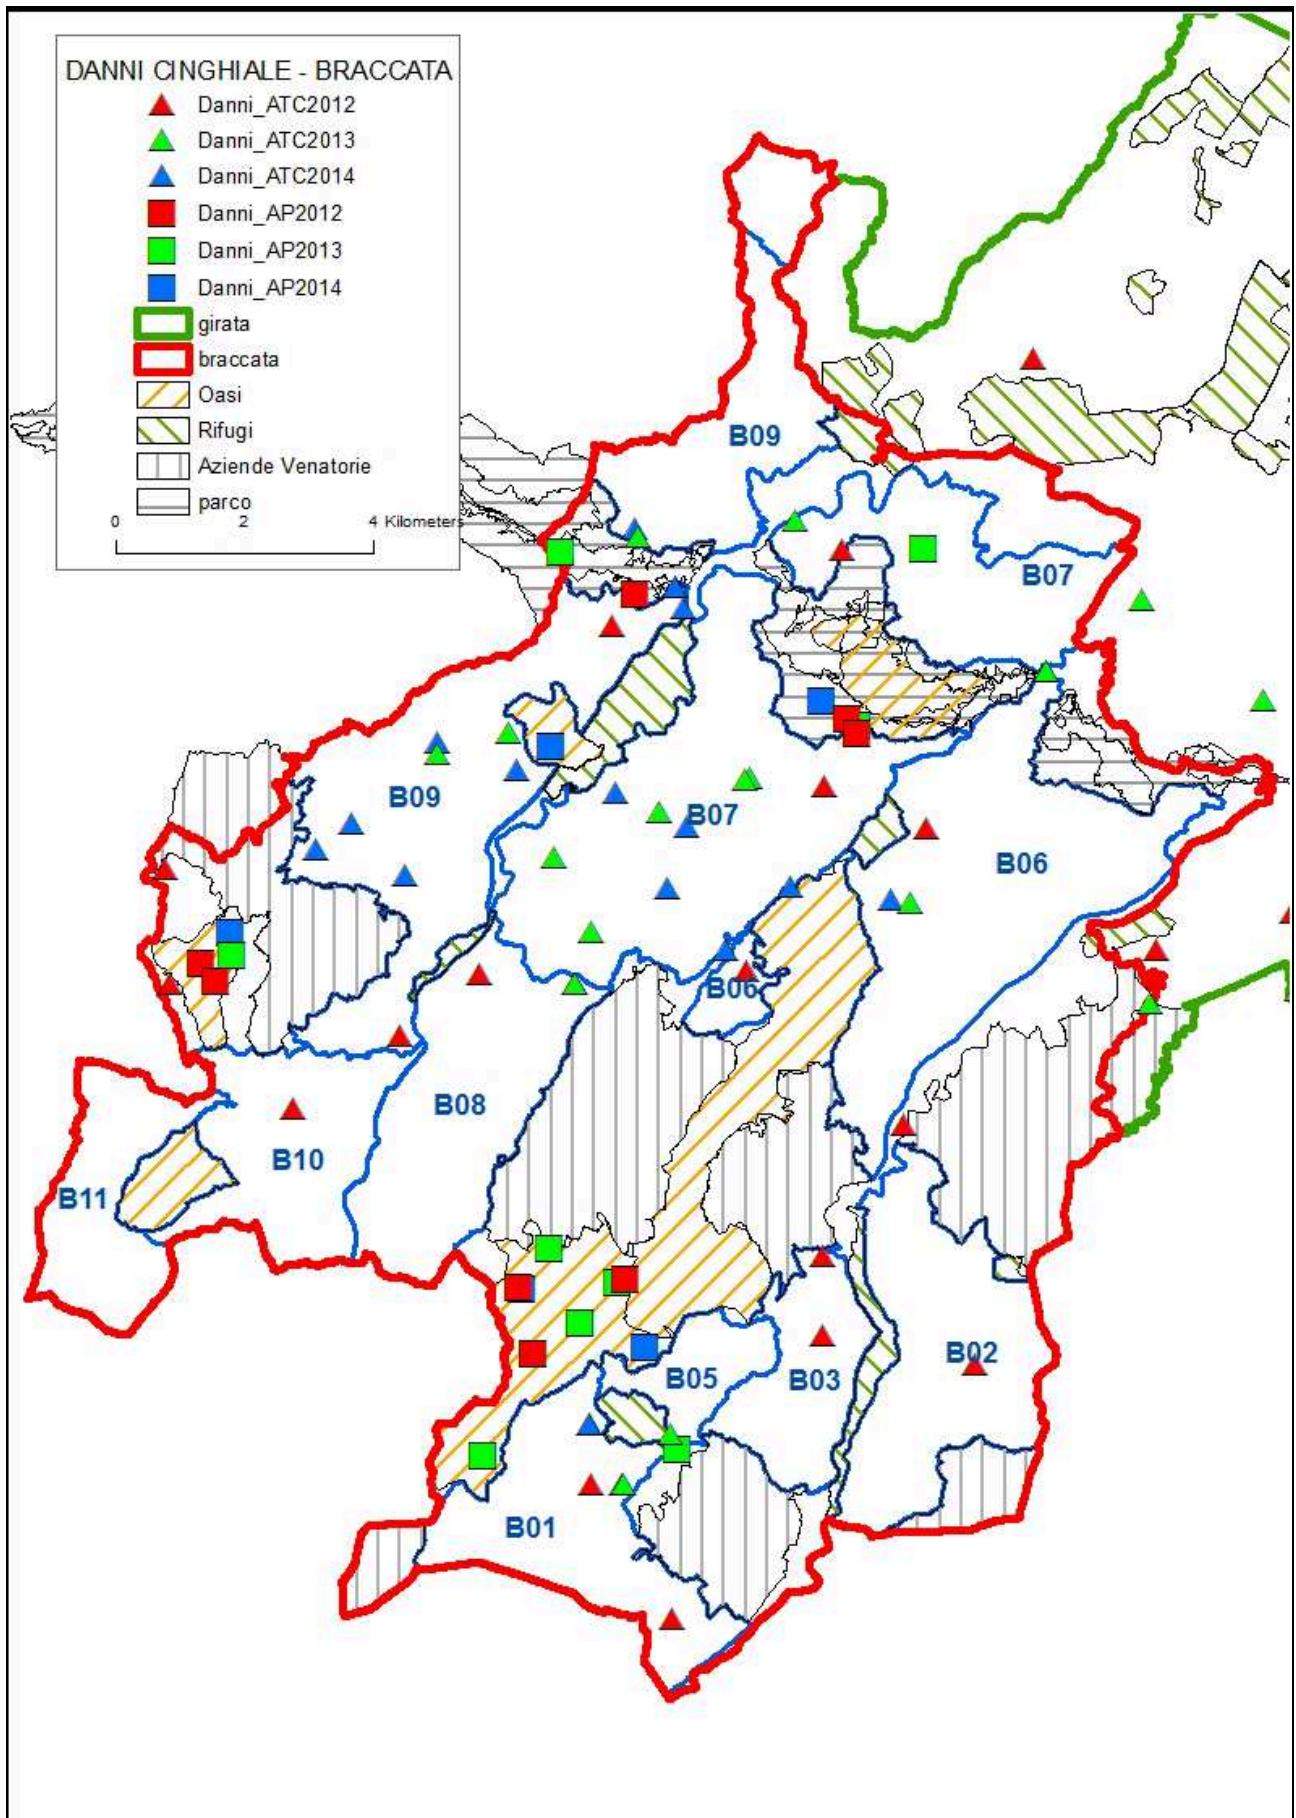 DANNI CINGHIALE - BRACCATA
Danni_ATC2012
Danni_ATC2013
Danni_ATC2014
Danni_AP2012
Danni_AP2013
Danni_AP2014
girata
braccata
Oasi
Rifugi
Aziende Venatorie
parco
0 2 4 Kilometers
B09
B07
B09
B07
B06
B06
B08
B10
B11
B02
B05
B03
B01